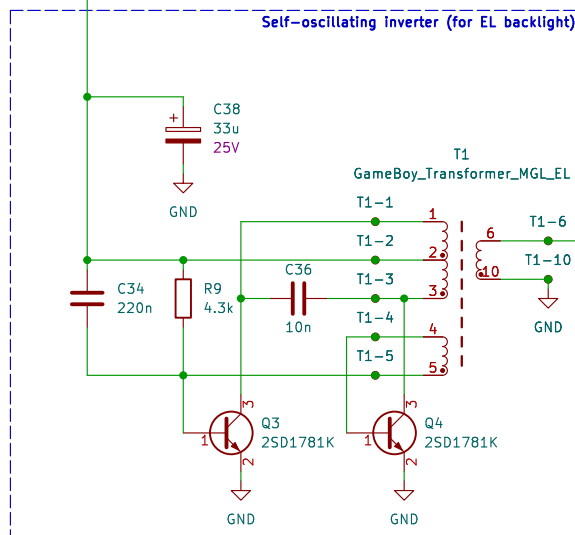 Self-oscillating inverter (for EL backlight)
C38
+
33u
25V
GND
T1
GameBoy_Transformer_MGL_EL
T1-1
1
T1-6
6
T1-2
2
T1-10
10
C36
T1-3
3
10n
C34
220n
R9
4.3k
GND
T1-4
4
T1-5
5
3
Q3
2SD1781K
1
2
GND
3
Q4
2SD1781K
1
2
GND